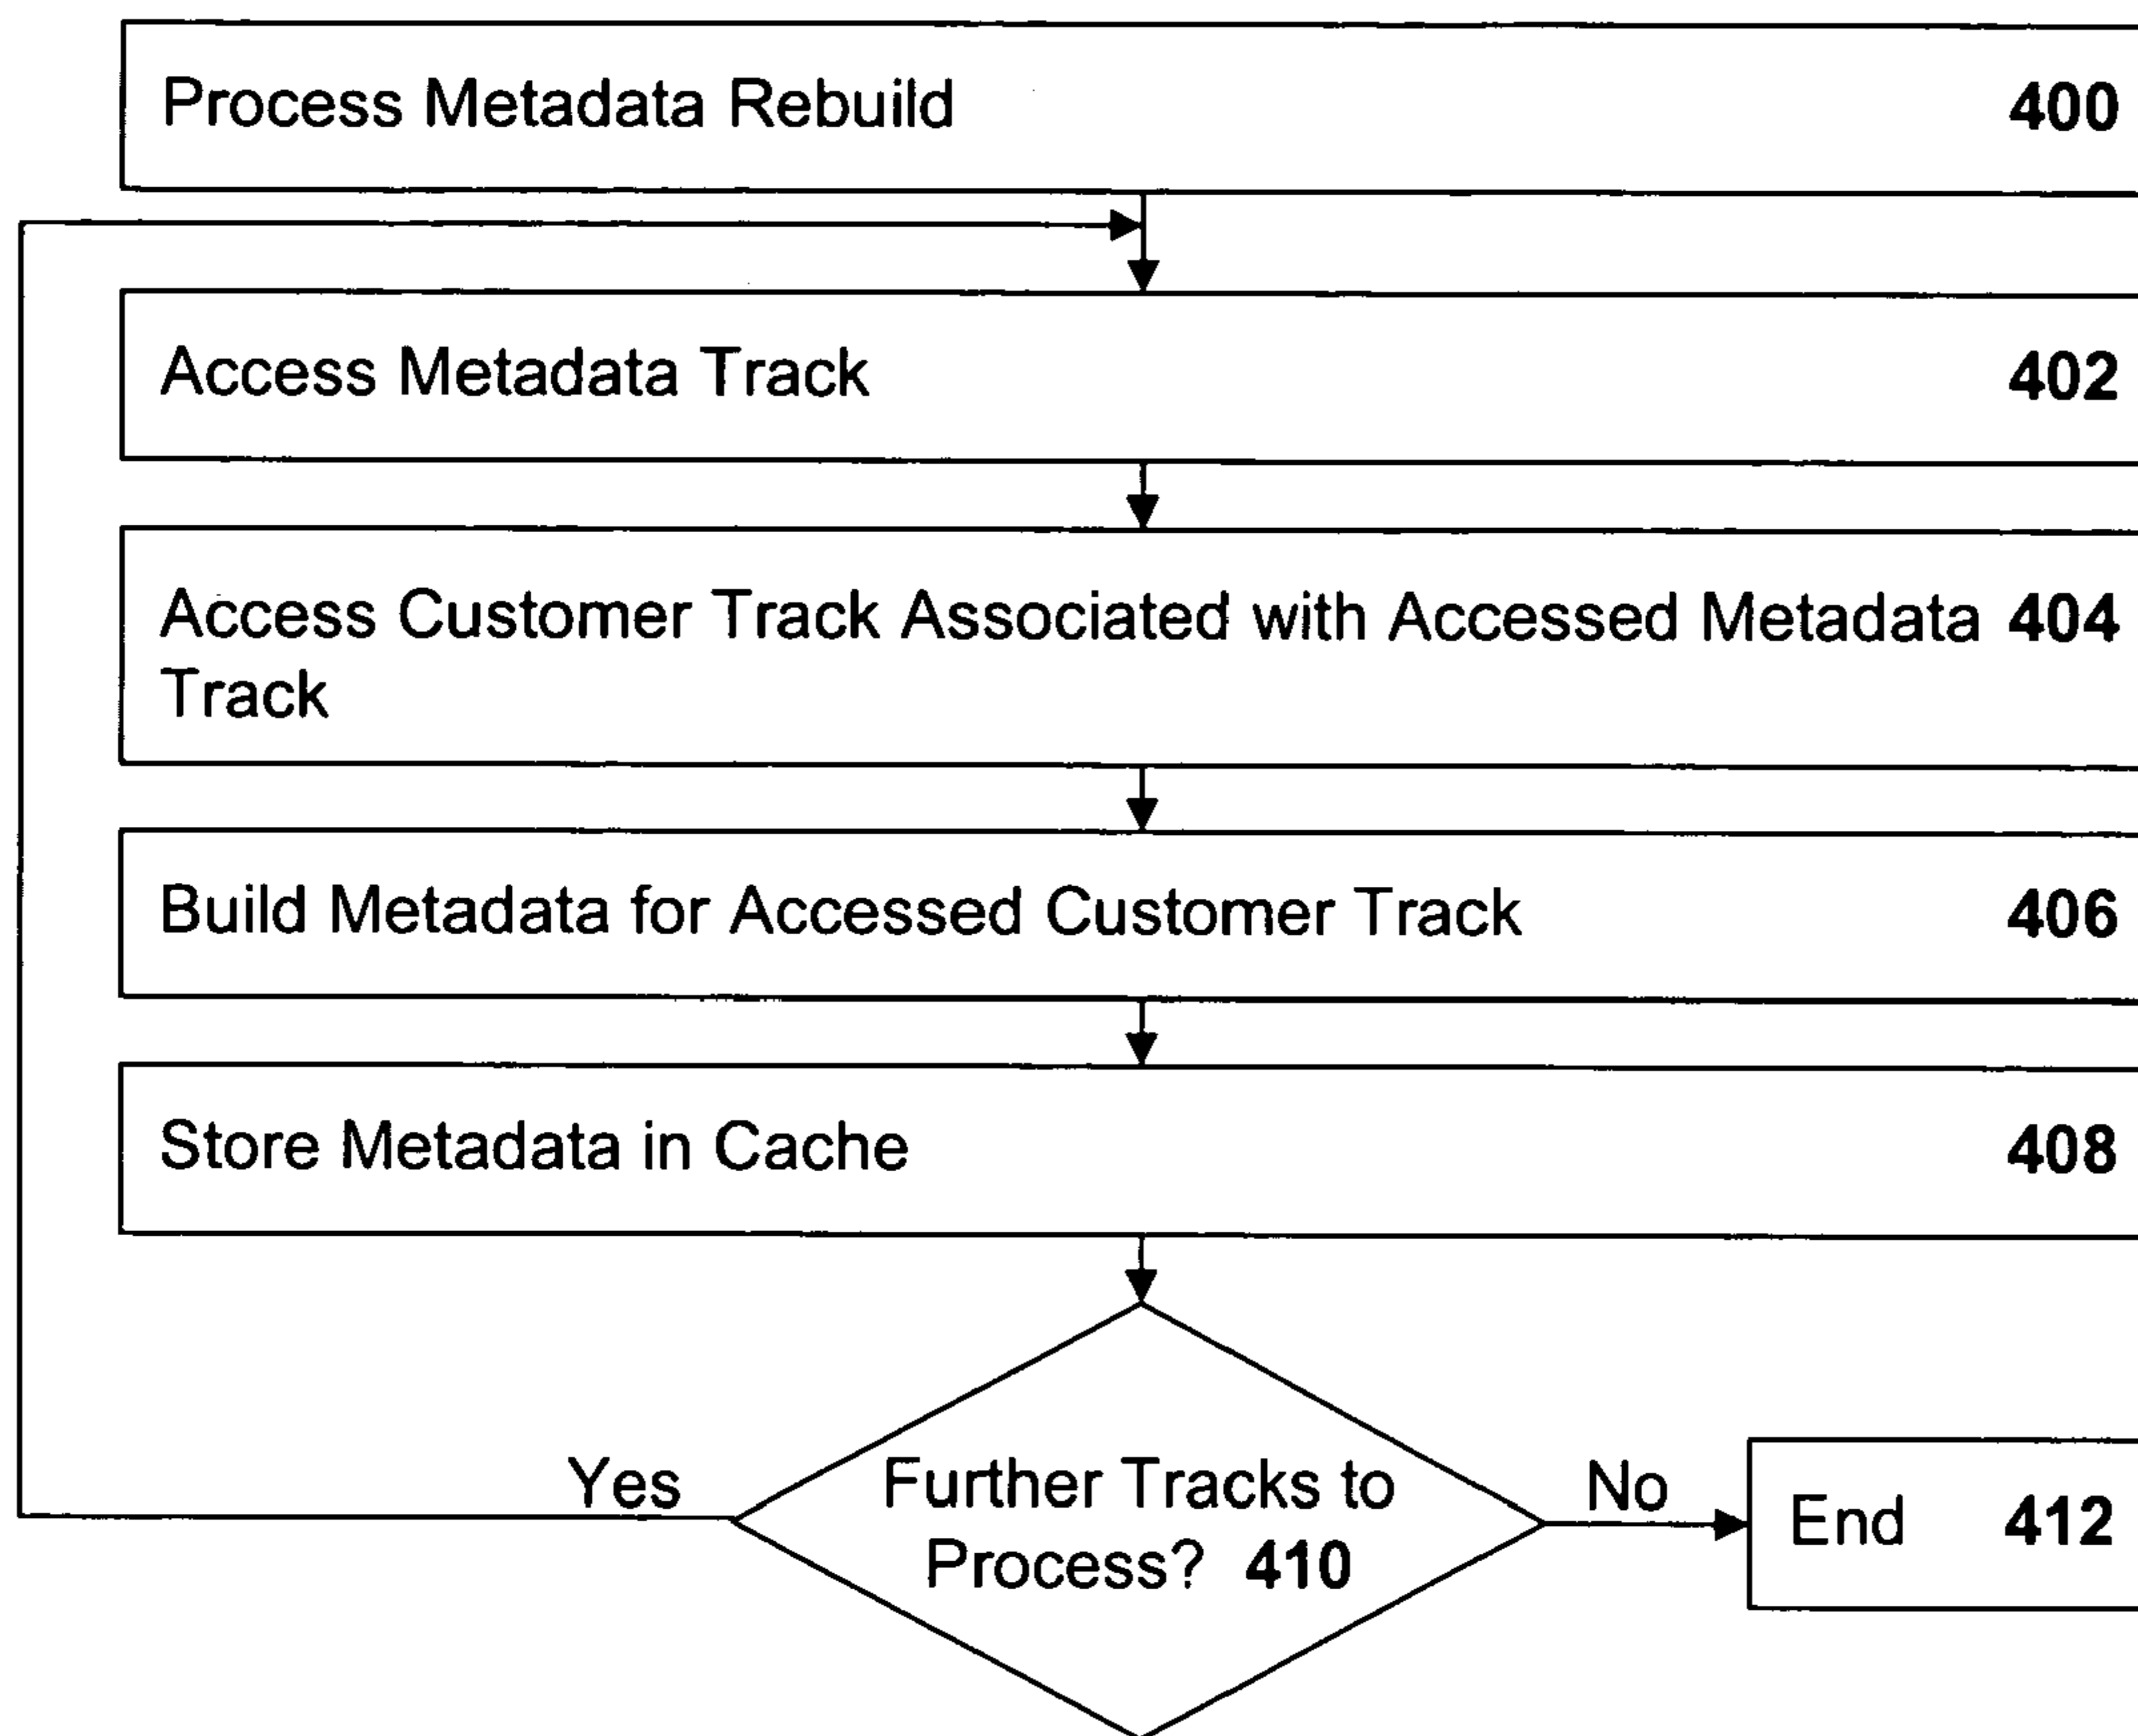 Process Metadata Rebuild 400
Access Metadata Track 402
Access Customer Track Associated with Accessed Metadata 404
Track
Build Metadata for Accessed Customer Track 406
Store Metadata in Cache 408
Yes
Further Tracks to
Process? 410
No
End 412